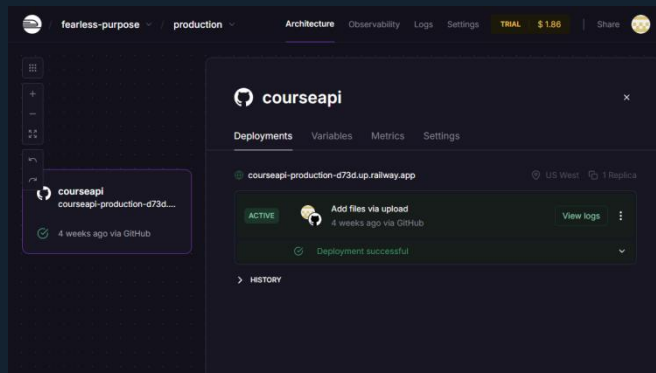 / fearless-purpose / production
Architecture Observability Logs Settings TRIAL $ 1.86 | Share
courseapi
Deployments Variables Metrics Settings
courseapi-production-d73d.up.railway.app US West 1 Replica
courseapi
courseapi-production-d73d....
4 weeks ago via GitHub
ACTIVE Add files via upload View logs
4 weeks ago via GitHub
Deployment successful
HISTORY